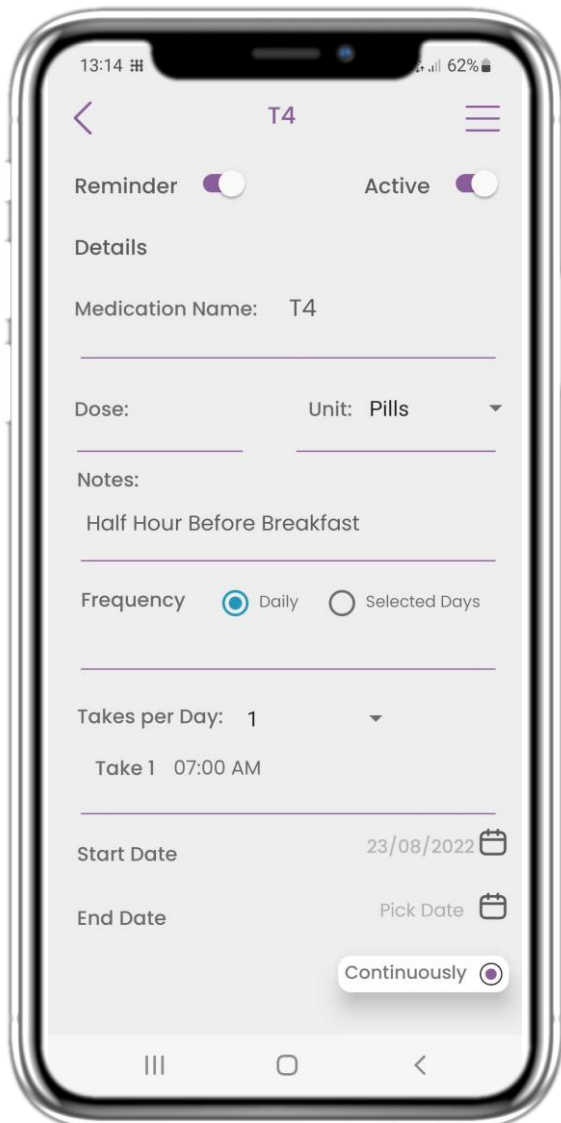 13:14 62%
T4
Reminder Active
Details
Medication Name: T4
Dose: Unit: Pills
Notes:
Half Hour Before Breakfast
Frequency Daily Selected Days
Takes per Day: 1
Take 1 07:00 AM
Start Date 23/08/2022
End Date Pick Date
Continuously